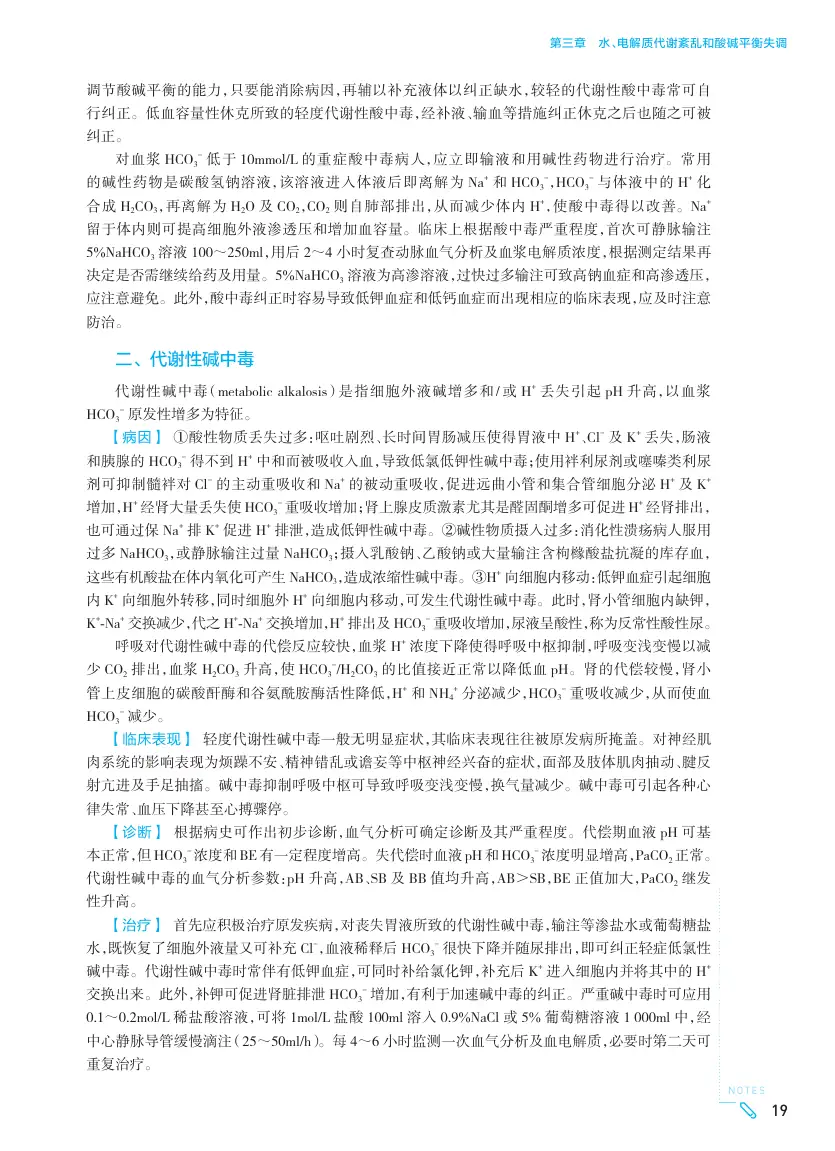 第三章 水、电解质代谢紊乱和酸碱平衡失调
调节酸碱平衡的能力，只要能消除病因，再辅以补充液体以纠正缺水，较轻的代谢性酸中毒常可自
行纠正。低血容量性休克所致的轻度代谢性酸中毒，经补液、输血等措施纠正休克之后也随之可被
纠正。
对血浆 HCO₃⁻ 低于 10mmol/L 的重症酸中毒病人，应立即输液和用碱性药物进行治疗。常用
的碱性药物是碳酸氢钠溶液，该溶液进入体液后即离解为 Na⁺ 和 HCO₃⁻，HCO₃⁻ 与体液中的 H⁺ 化
合成 H₂CO₃，再离解为 H₂O 及 CO₂，CO₂ 则自肺部排出，从而减少体内 H⁺，使酸中毒得以改善。Na⁺
留于体内则可提高细胞外液渗透压和增加血容量。临床上根据酸中毒严重程度，首次可静脉输注
5%NaHCO₃ 溶液 100～250ml，用后 2～4 小时复查动脉血气分析及血浆电解质浓度，根据测定结果再
决定是否需继续给药及用量。5%NaHCO₃ 溶液为高渗溶液，过快过多输注可致高钠血症和高渗透压，
应注意避免。此外，酸中毒纠正时容易导致低钾血症和低钙血症而出现相应的临床表现，应及时注意
防治。
二、代谢性碱中毒
代谢性碱中毒（metabolic alkalosis）是指细胞外液碱增多和/或 H⁺ 丢失引起 pH 升高，以血浆
HCO₃⁻ 原发性增多为特征。
【病因】 ①酸性物质丢失过多：呕吐剧烈、长时间胃肠减压使得胃液中 H⁺、Cl⁻ 及 K⁺ 丢失，肠液
和胰腺的 HCO₃⁻ 得不到 H⁺ 中和而被吸收入血，导致低氯低钾性碱中毒；使用袢利尿剂或噻嗪类利尿
剂可抑制髓袢对 Cl⁻ 的主动重吸收和 Na⁺ 的被动重吸收，促进远曲小管和集合管细胞分泌 H⁺ 及 K⁺
增加，H⁺ 经肾大量丢失使 HCO₃⁻ 重吸收增加；肾上腺皮质激素尤其是醛固酮增多可促进 H⁺ 经肾排出，
也可通过保 Na⁺ 排 K⁺ 促进 H⁺ 排泄，造成低钾性碱中毒。②碱性物质摄入过多：消化性溃疡病人服用
过多 NaHCO₃，或静脉输注过量 NaHCO₃；摄入乳酸钠、乙酸钠或大量输注含枸橼酸盐抗凝的库存血，
这些有机酸盐在体内氧化可产生 NaHCO₃，造成浓缩性碱中毒。③H⁺ 向细胞内移动：低钾血症引起细胞
内 K⁺ 向细胞外转移，同时细胞外 H⁺ 向细胞内移动，可发生代谢性碱中毒。此时，肾小管细胞内缺钾，
K⁺-Na⁺ 交换减少，代之 H⁺-Na⁺ 交换增加，H⁺ 排出及 HCO₃⁻ 重吸收增加，尿液呈酸性，称为反常性酸性尿。
呼吸对代谢性碱中毒的代偿反应较快，血浆 H⁺ 浓度下降使得呼吸中枢抑制，呼吸变浅变慢以减
少 CO₂ 排出，血浆 H₂CO₃ 升高，使 HCO₃⁻/H₂CO₃ 的比值接近正常以降低血 pH。肾的代偿较慢，肾小
管上皮细胞的碳酸酐酶和谷氨酰胺酶活性降低，H⁺ 和 NH₄⁺ 分泌减少，HCO₃⁻ 重吸收减少，从而使血
HCO₃⁻ 减少。
【临床表现】 轻度代谢性碱中毒一般无明显症状，其临床表现往往被原发病所掩盖。对神经肌
肉系统的影响表现为烦躁不安、精神错乱或谵妄等中枢神经兴奋的症状，面部及肢体肌肉抽动、腱反
射亢进及手足抽搐。碱中毒抑制呼吸中枢可导致呼吸变浅变慢，换气量减少。碱中毒可引起各种心
律失常、血压下降甚至心搏骤停。
【诊断】 根据病史可作出初步诊断，血气分析可确定诊断及其严重程度。代偿期血液 pH 可基
本正常，但 HCO₃⁻ 浓度和 BE 有一定程度增高。失代偿时血液 pH 和 HCO₃⁻ 浓度明显增高，PaCO₂ 正常。
代谢性碱中毒的血气分析参数：pH 升高，AB、SB 及 BB 值均升高，AB＞SB，BE 正值加大，PaCO₂ 继发
性升高。
【治疗】 首先应积极治疗原发疾病，对丧失胃液所致的代谢性碱中毒，输注等渗盐水或葡萄糖盐
水，既恢复了细胞外液量又可补充 Cl⁻，血液稀释后 HCO₃⁻ 很快下降并随尿排出，即可纠正轻症低氯性
碱中毒。代谢性碱中毒时常伴有低钾血症，可同时补给氯化钾，补充后 K⁺ 进入细胞内并将其中的 H⁺
交换出来。此外，补钾可促进肾脏排泄 HCO₃⁻ 增加，有利于加速碱中毒的纠正。严重碱中毒时可应用
0.1～0.2mol/L 稀盐酸溶液，可将 1mol/L 盐酸 100ml 溶入 0.9%NaCl 或 5% 葡萄糖溶液 1 000ml 中，经
中心静脉导管缓慢滴注（25～50ml/h）。每 4～6 小时监测一次血气分析及血电解质，必要时第二天可
重复治疗。
NOTES
19